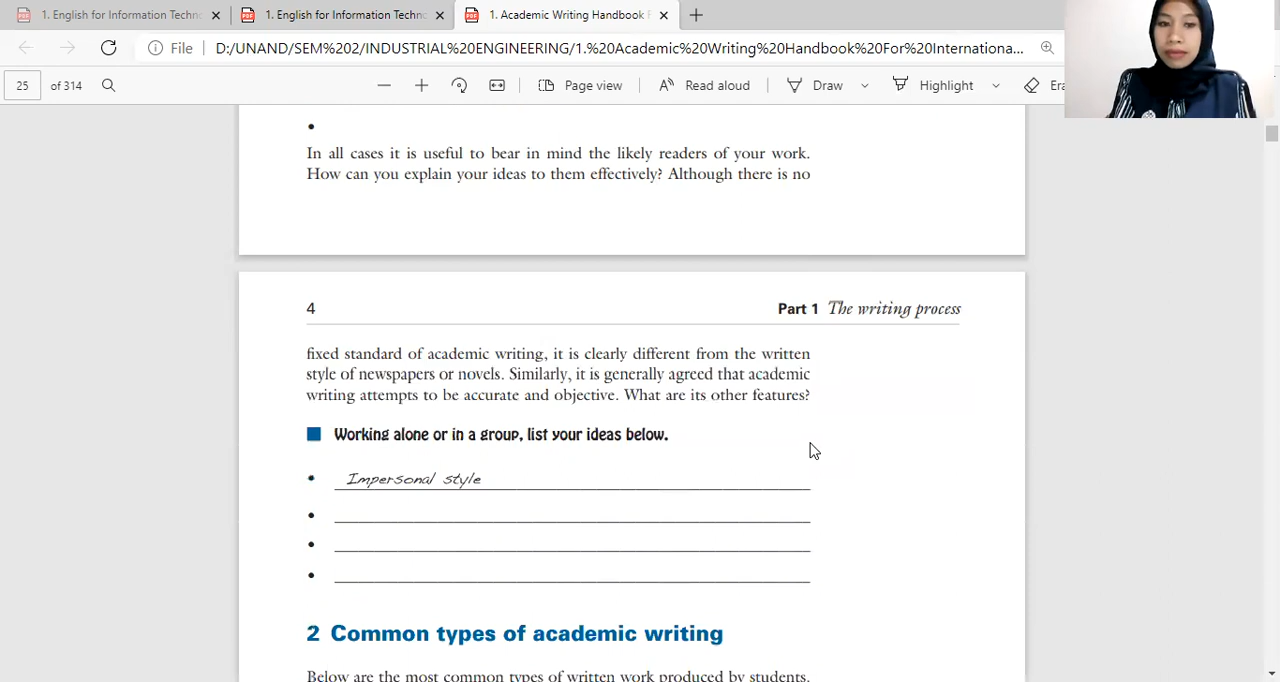 1. English for Information Techno
1. English for Information Techno
1. Academic Writing Handbook F
File
D:/UNAND/SEM%202/INDUSTRIAL%20ENGINEERING/1.%20Academic%20Writing%20Handbook%20For%20Internationa...
25 of 314
Page view
Read aloud
Draw
Highlight
Era
In all cases it is useful to bear in mind the likely readers of your work.
How can you explain your ideas to them effectively? Although there is no
4
Part 1 The writing process
fixed standard of academic writing, it is clearly different from the written
style of newspapers or novels. Similarly, it is generally agreed that academic
writing attempts to be accurate and objective. What are its other features?
Working alone or in a group, list your ideas below.
• Impersonal style
2 Common types of academic writing
Below are the most common types of written work produced by students.